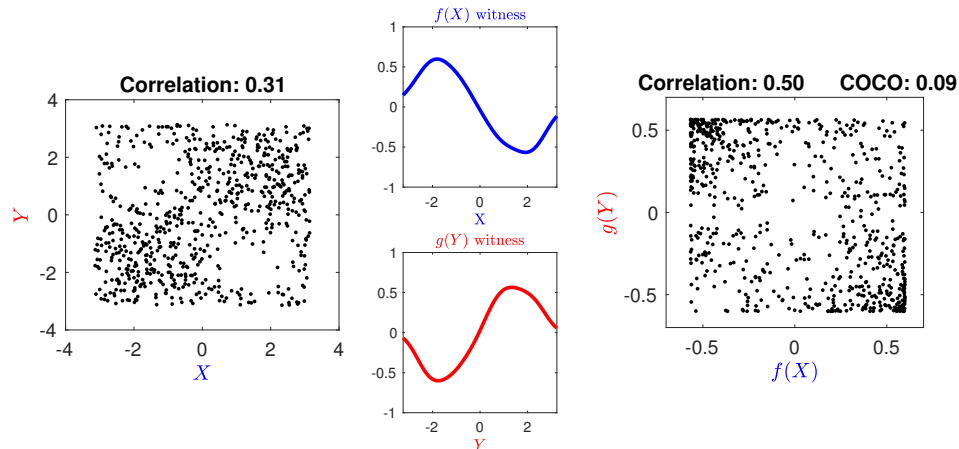 Correlation: 0.31
4
2
0
-2
-4
Y
-4 -2 0 2 4
X
f(X) witness
1
0.5
0
-0.5
-1
-2 0 2
X
g(Y) witness
1
0.5
0
-0.5
-1
-2 0 2
Y
Correlation: 0.50 COCO: 0.09
0.5
0
-0.5
g(Y)
-0.5 0 0.5
f(X)